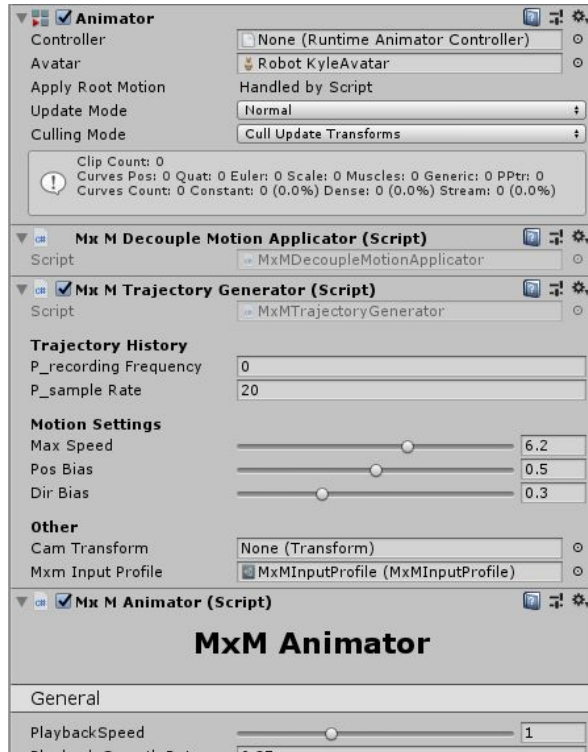 Animator
Controller None (Runtime Animator Controller)
Avatar Robot KyleAvatar
Apply Root Motion Handled by Script
Update Mode Normal
Culling Mode Cull Update Transforms
Clip Count: 0
Curves Pos: 0 Quat: 0 Euler: 0 Scale: 0 Muscles: 0 Generic: 0 PPtr: 0
Curves Count: 0 Constant: 0 (0.0%) Dense: 0 (0.0%) Stream: 0 (0.0%)
Mx M Decouple Motion Applicator (Script)
Script MxMDecoupleMotionApplicator
Mx M Trajectory Generator (Script)
Script MxMTrajectoryGenerator
Trajectory History
P_recording Frequency 0
P_sample Rate 20
Motion Settings
Max Speed 6.2
Pos Bias 0.5
Dir Bias 0.3
Other
Cam Transform None (Transform)
Mxm Input Profile MxMInputProfile (MxMInputProfile)
Mx M Animator (Script)
MxM Animator
General
PlaybackSpeed 1